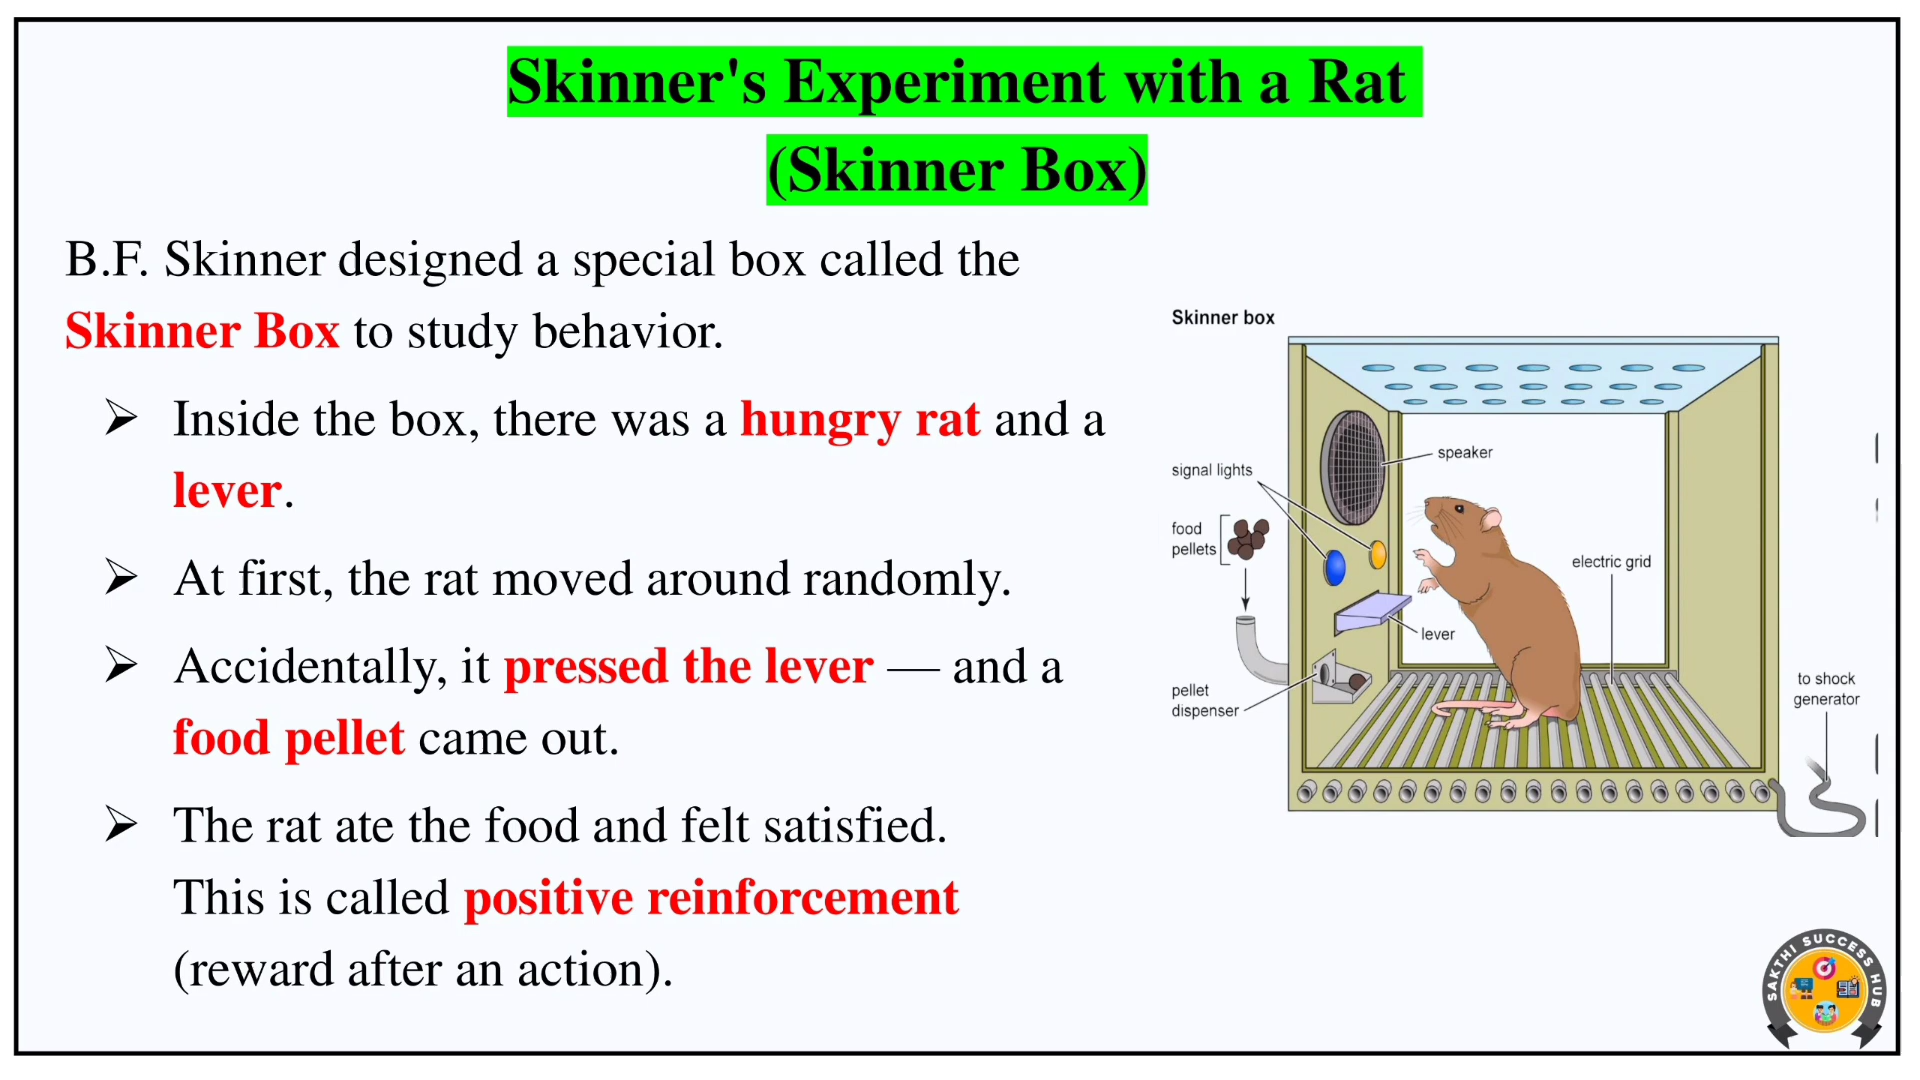 Skinner's Experiment with a Rat
(Skinner Box)
B.F. Skinner designed a special box called the
Skinner Box to study behavior.
➢ Inside the box, there was a hungry rat and a
lever.
➢ At first, the rat moved around randomly.
➢ Accidentally, it pressed the lever — and a
food pellet came out.
➢ The rat ate the food and felt satisfied.
This is called positive reinforcement
(reward after an action).
Skinner box
speaker
signal lights
food
pellets
electric grid
lever
pellet
dispenser
to shock
generator
SAKTHI SUCCESS HUB